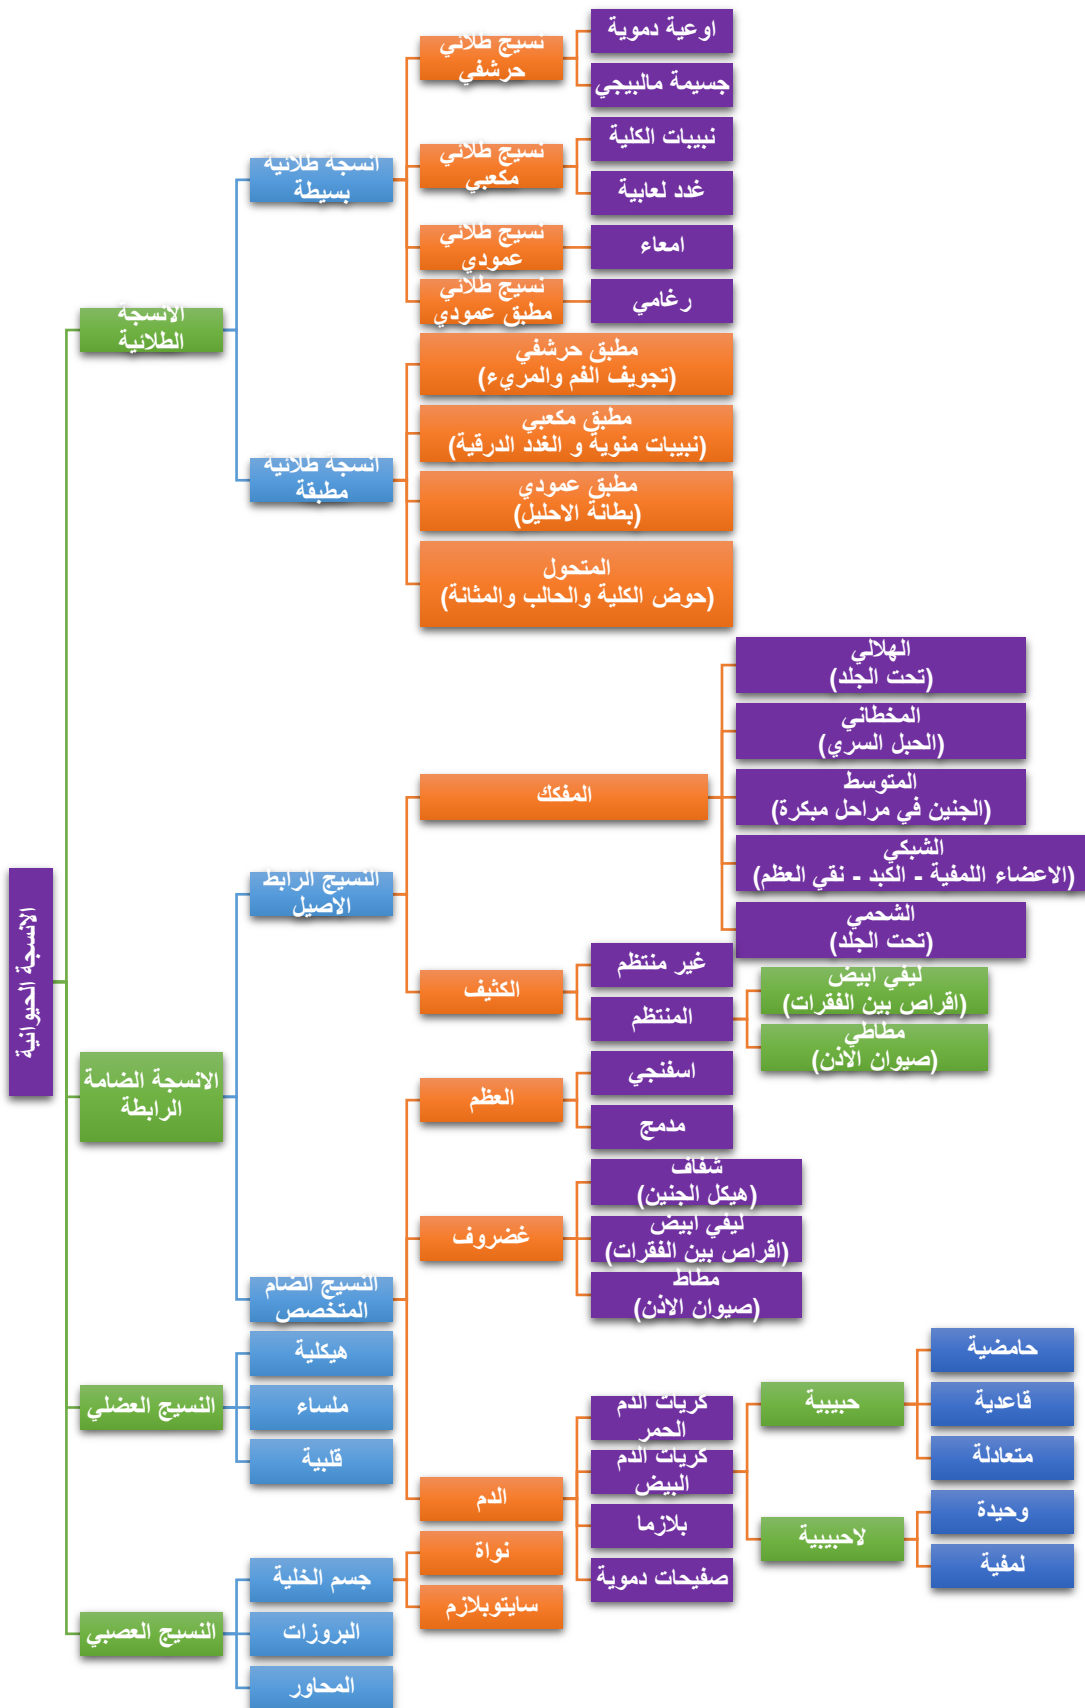 الانسجة الحيوانية
الانسجة
الطلائية
انسجة طلائية
بسيطة
نسيج طلائي
حرشفي
اوعية دموية
جسيمة مالبيجي
نسيج طلائي
مكعبي
نبيبات الكلية
غدد لعابية
نسيج طلائي
عمودي
امعاء
نسيج طلائي
مطبق عمودي
رغامي
انسجة طلائية
مطبقة
مطبق حرشفي
(تجويف الفم والمريء)
مطبق مكعبي
(نبيبات منوية و الغدد الدرقية)
مطبق عمودي
(بطانة الاحليل)
المتحول
(حوض الكلية والحالب والمثانة)
الانسجة الضامة
الرابطة
النسيج الرابط
الاصيل
المفكك
الهلالي
(تحت الجلد)
المخطاني
(الحبل السري)
المتوسط
(الجنين في مراحل مبكرة)
الشبكي
(الاعضاء اللمفية - الكبد - نقي العظم)
الشحمي
(تحت الجلد)
الكثيف
غير منتظم
المنتظم
ليفي ابيض
(اقراص بين الفقرات)
مطاطي
(صيوان الاذن)
النسيج الضام
المتخصص
العظم
اسفنجي
مدمج
غضروف
شفاف
(هيكل الجنين)
ليفي ابيض
(اقراص بين الفقرات)
مطاط
(صيوان الاذن)
الدم
كريات الدم
الحمر
كريات الدم
البيض
حبيبية
حامضية
قاعدية
متعادلة
لاحبيبية
وحيدة
لمفية
بلازما
صفيحات دموية
النسيج العضلي
هيكلية
ملساء
قلبية
النسيج العصبي
جسم الخلية
نواة
سايتوبلازم
البروزات
المحاور